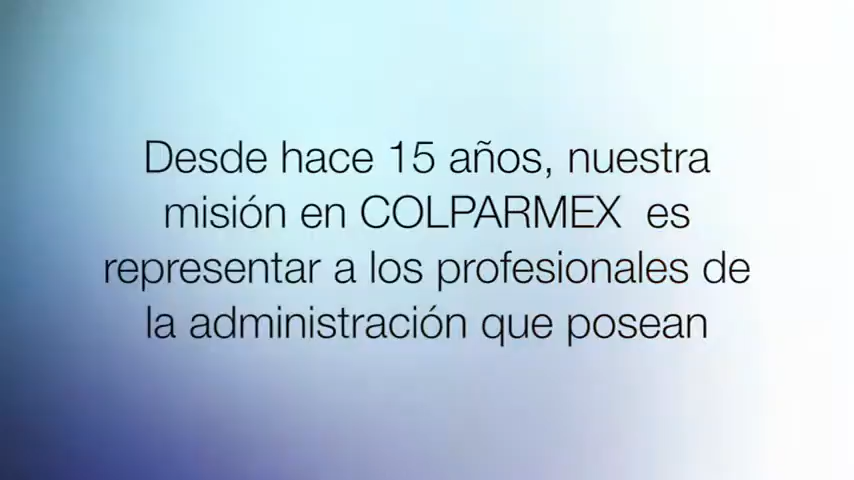 Desde hace 15 años, nuestra
misión en COLPARMEX es
representar a los profesionales de
la administración que posean